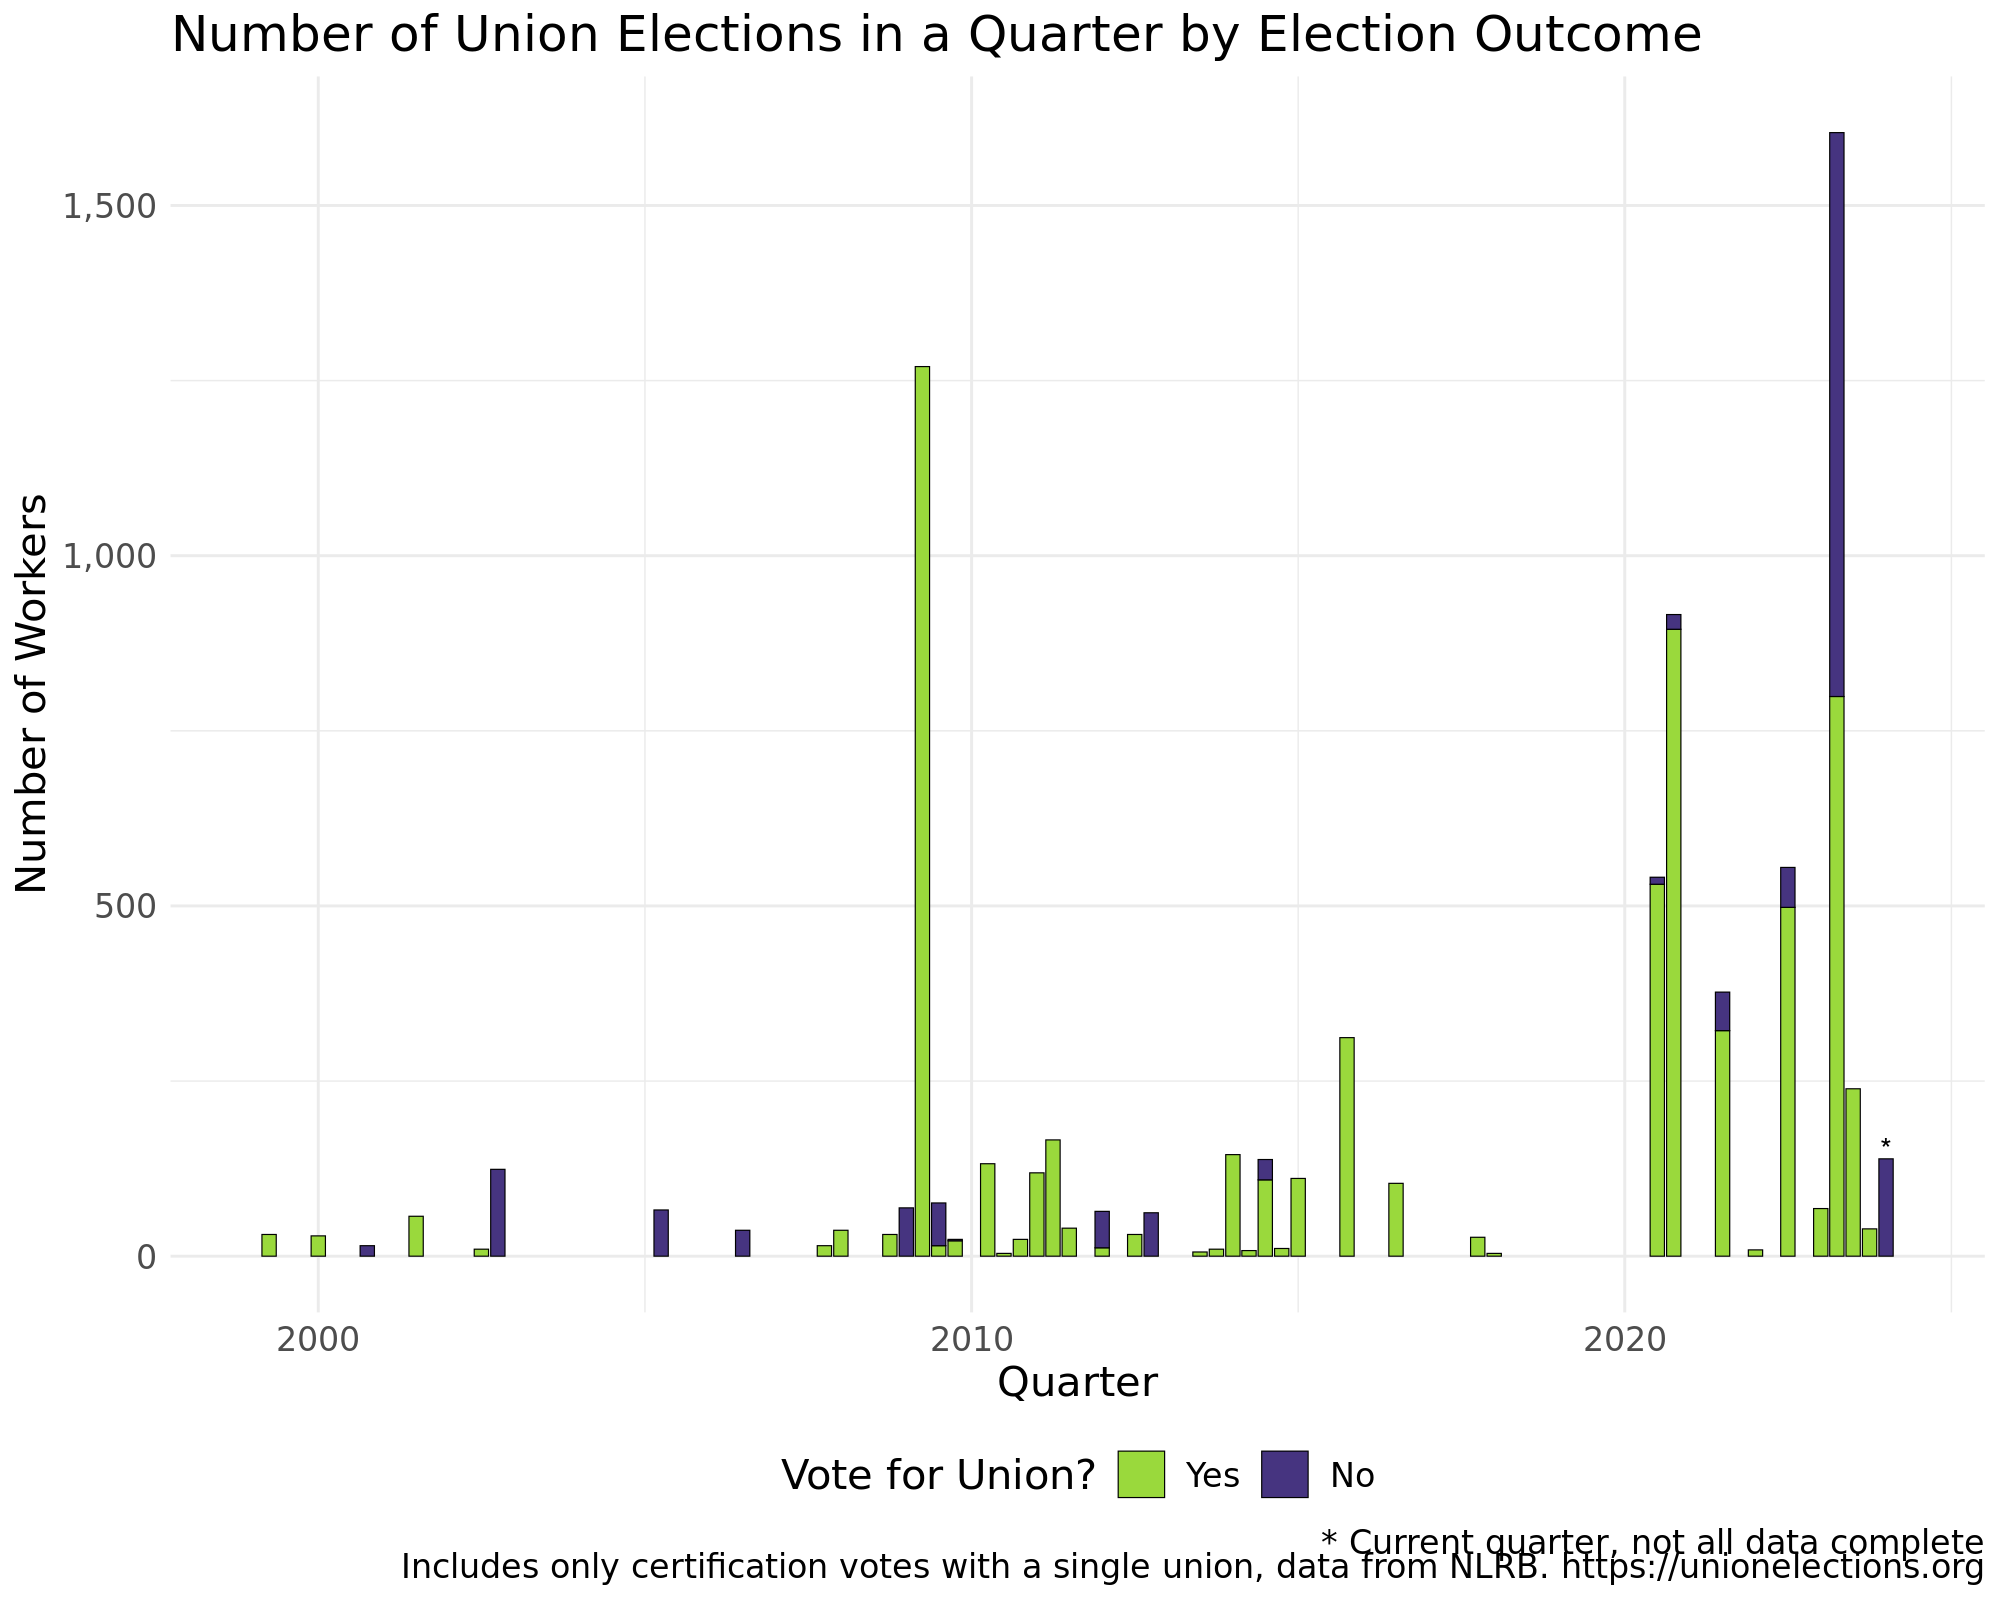 Number of Union Elections in a Quarter by Election Outcome
Number of Workers
1,500
1,000
500
0
2000 2010 2020
*
Quarter
Vote for Union? Yes No
* Current quarter, not all data complete
Includes only certification votes with a single union, data from NLRB. https://unionelections.org